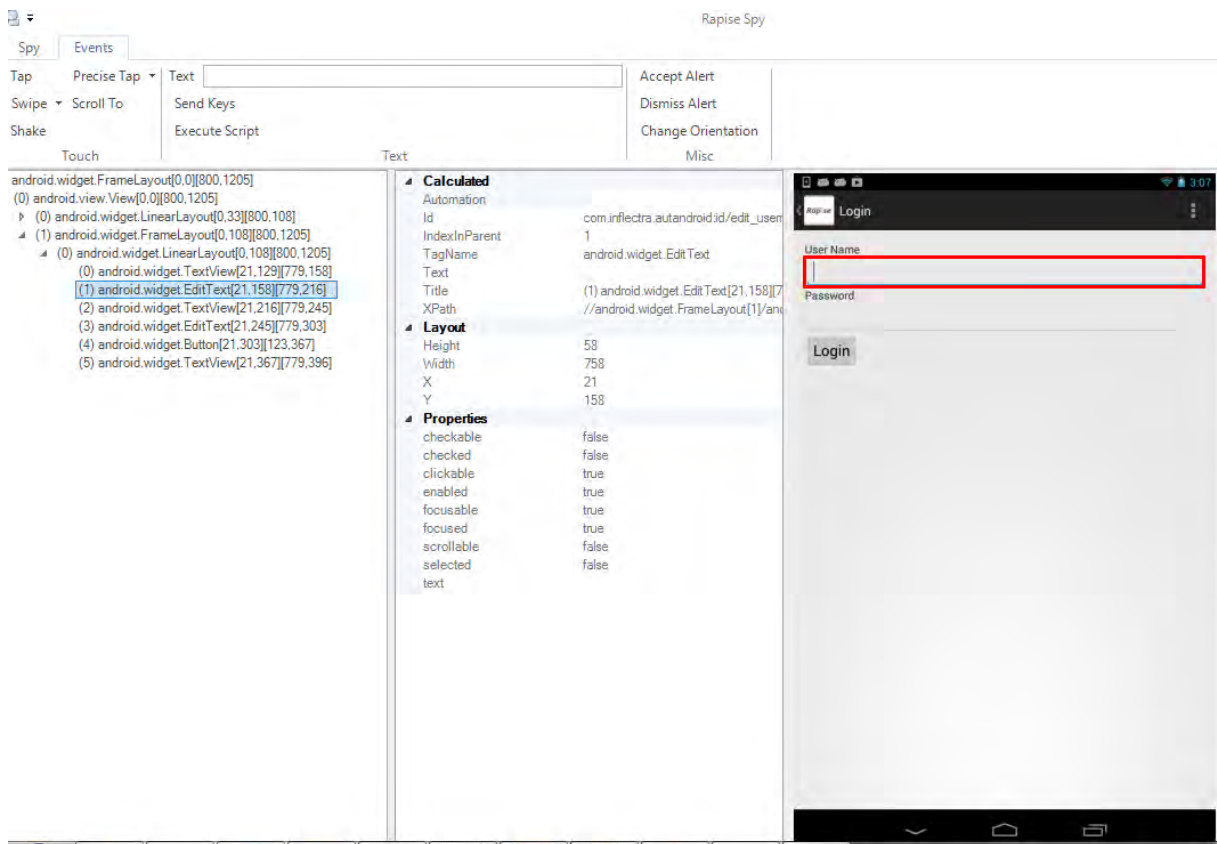 Rapise Spy
Spy Events
Tap Precise Tap Text Accept Alert
Swipe Scroll To Send Keys Dismiss Alert
Shake Execute Script Change Orientation
Touch Text Misc
android.widget.FrameLayout[0,0][800,1205]
(0) android.view.View[0,0][800,1205]
(0) android.widget.LinearLayout[0,33][800,108]
(1) android.widget.FrameLayout[0,108][800,1205]
(0) android.widget.LinearLayout[0,108][800,1205]
(0) android.widget.TextView[21,129][779,158]
(1) android.widget.EditText[21,158][779,216]
(2) android.widget.TextView[21,216][779,245]
(3) android.widget.EditText[21,245][779,303]
(4) android.widget.Button[21,303][123,367]
(5) android.widget.TextView[21,367][779,396]
Calculated
Automation
Id com.inflectra.autandroid:id/edit_usern
IndexInParent 1
TagName android.widget.EditText
Text
Title (1) android.widget.EditText[21,158][7
XPath //android.widget.FrameLayout[1]/and
Layout
Height 58
Width 758
X 21
Y 158
Properties
checkable false
checked false
clickable true
enabled true
focusable true
focused true
scrollable false
selected false
text
3:07
Rapise Login
User Name
Password
Login